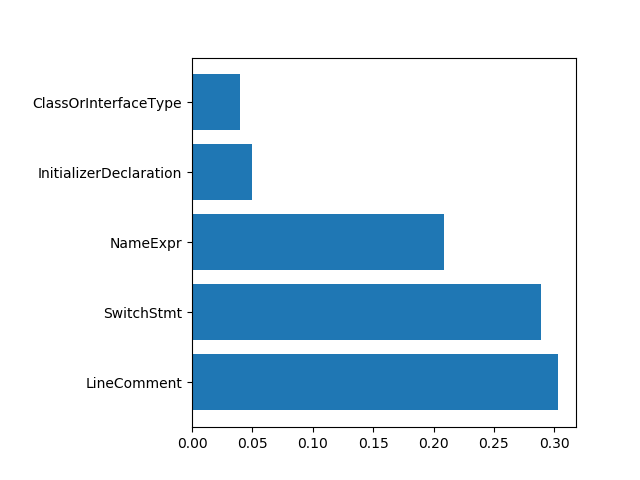 ClassOrInterfaceType
InitializerDeclaration
NameExpr
SwitchStmt
LineComment
0.00 0.05 0.10 0.15 0.20 0.25 0.30